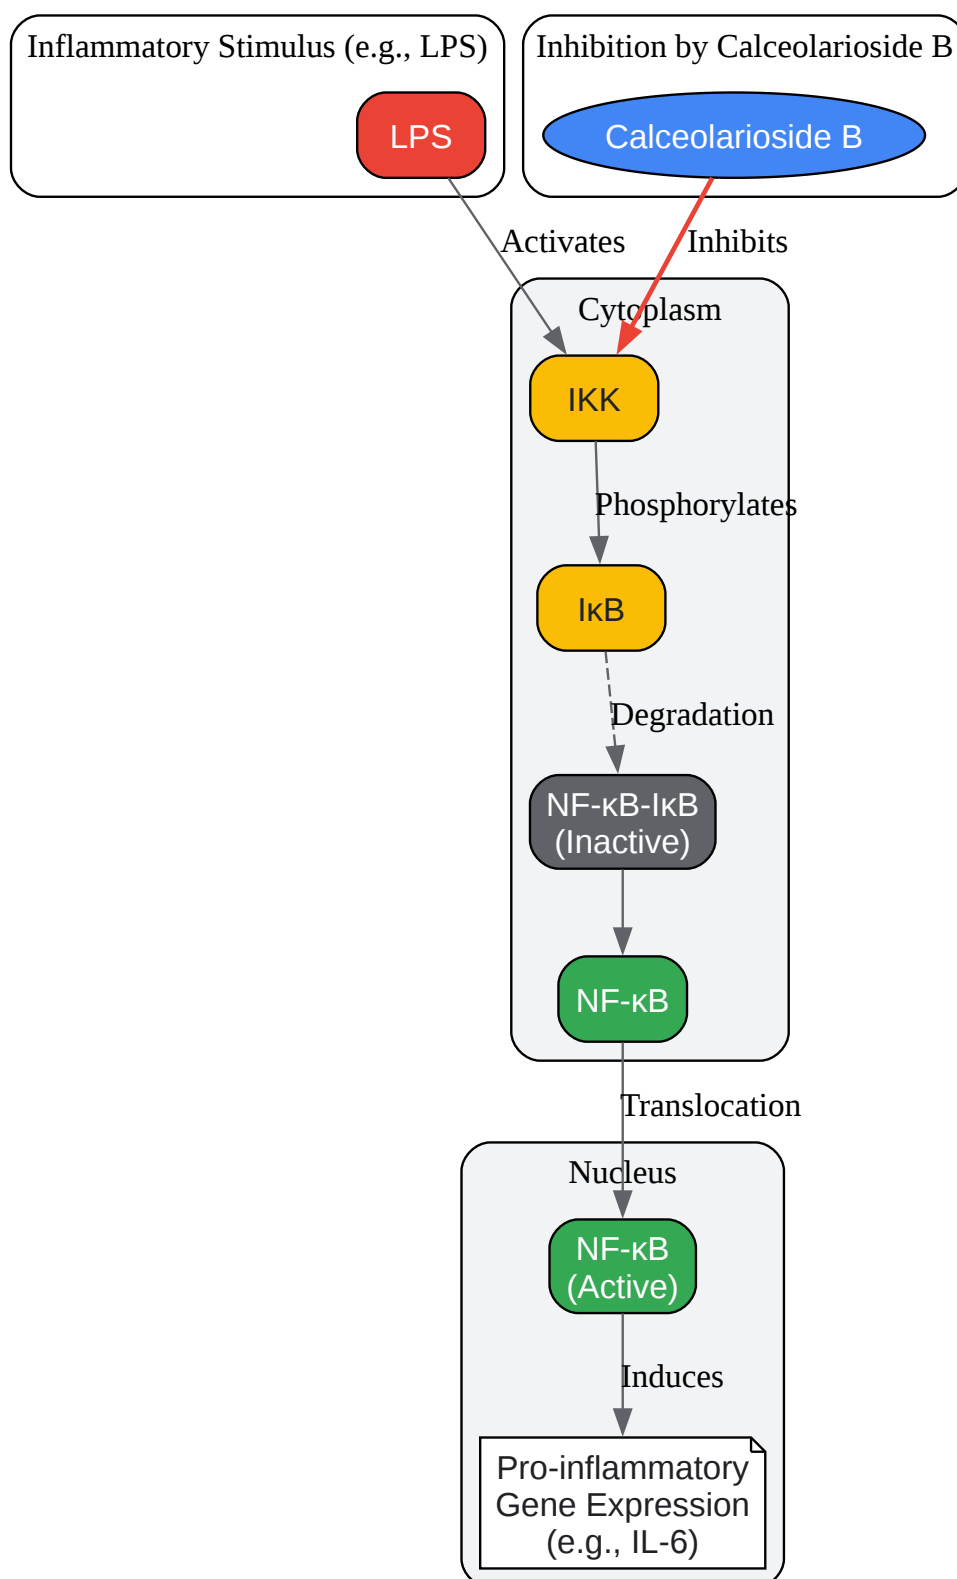 Inflammatory Stimulus (e.g., LPS)
Inhibition by Calceolarioside B
LPS
Calceolarioside B
Activates
Inhibits
Cytoplasm
IKK
Phosphorylates
IκB
Degradation
NF-κB-IκB
(Inactive)
NF-κB
Translocation
Nucleus
NF-κB
(Active)
Induces
Pro-inflammatory
Gene Expression
(e.g., IL-6)